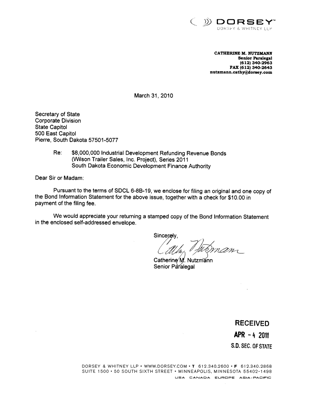 DORSEY
DORSEY & WHITNEY LLP
CATHERINE M. NUTZMANN
Senior Paralegal
(612) 340-2953
FAX (612) 340-2643
nutzmann.cathy@dorsey.com
March 31, 2010
Secretary of State
Corporate Division
State Capitol
500 East Capitol
Pierre, South Dakota 57501-5077
Re: $8,000,000 Industrial Development Refunding Revenue Bonds
(Wilson Trailer Sales, Inc. Project), Series 2011
South Dakota Economic Development Finance Authority
Dear Sir or Madam:
Pursuant to the terms of SDCL 6-8B-19, we enclose for filing an original and one copy of
the Bond Information Statement for the above issue, together with a check for $10.00 in
payment of the filing fee.
We would appreciate your returning a stamped copy of the Bond Information Statement
in the enclosed self-addressed envelope.
Sincerely,
Cathy Nutzmann
Catherine M. Nutzmann
Senior Paralegal
RECEIVED
APR - 4 2011
S.D. SEC. OF STATE
DORSEY & WHITNEY LLP • WWW.DORSEY.COM • T 612.340.2600 • F 612.340.2868
SUITE 1500 • 50 SOUTH SIXTH STREET • MINNEAPOLIS, MINNESOTA 55402-1498
USA CANADA EUROPE ASIA-PACIFIC